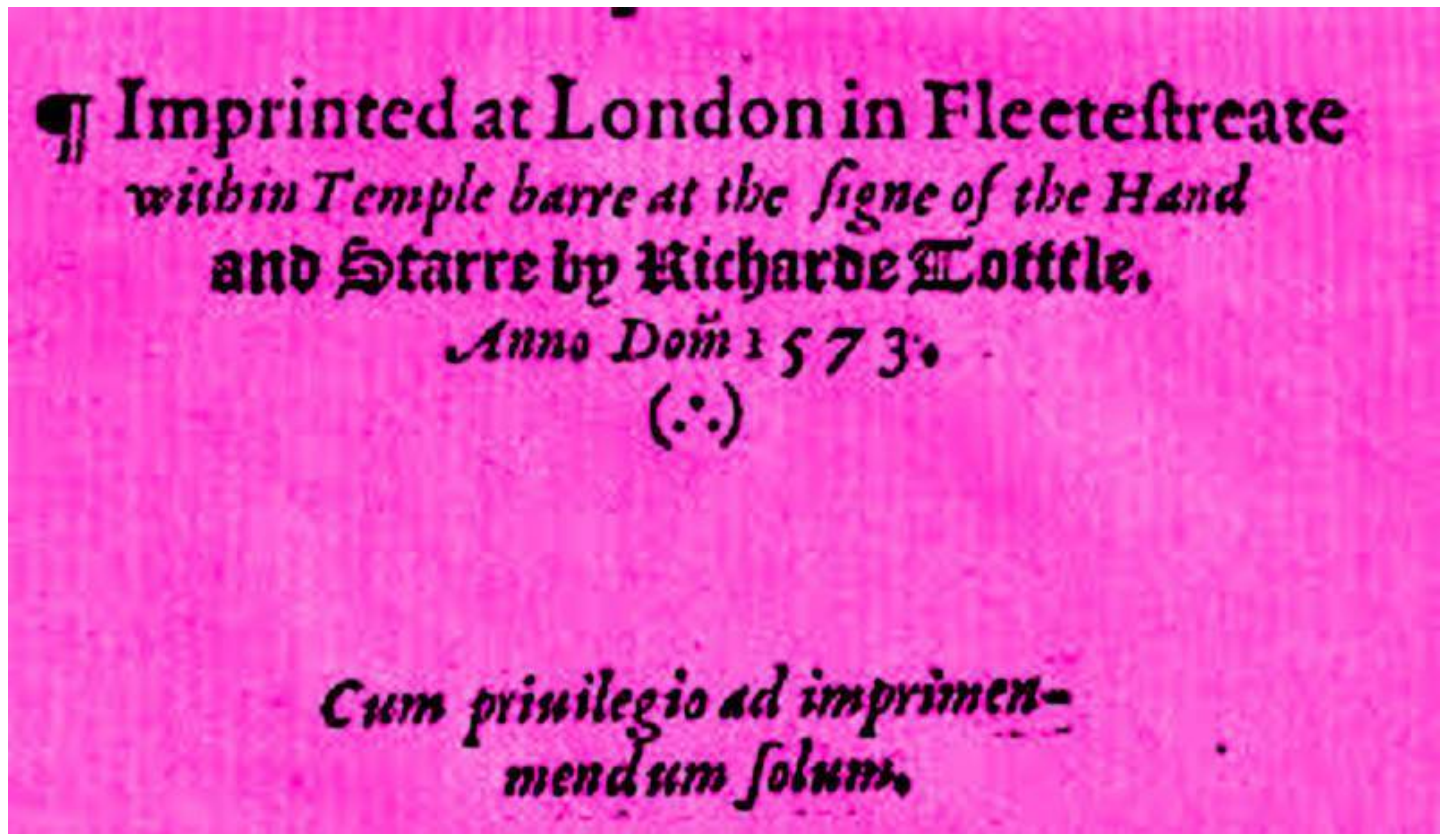 ¶ Imprinted at London in Fleeteſtreate
within Temple barre at the ſigne of the Hand
and Starre by Richarde Totttle.
Anno Dom̃ 1573.
(∴)
Cum priuilegio ad imprimen-
mendum ſolum.